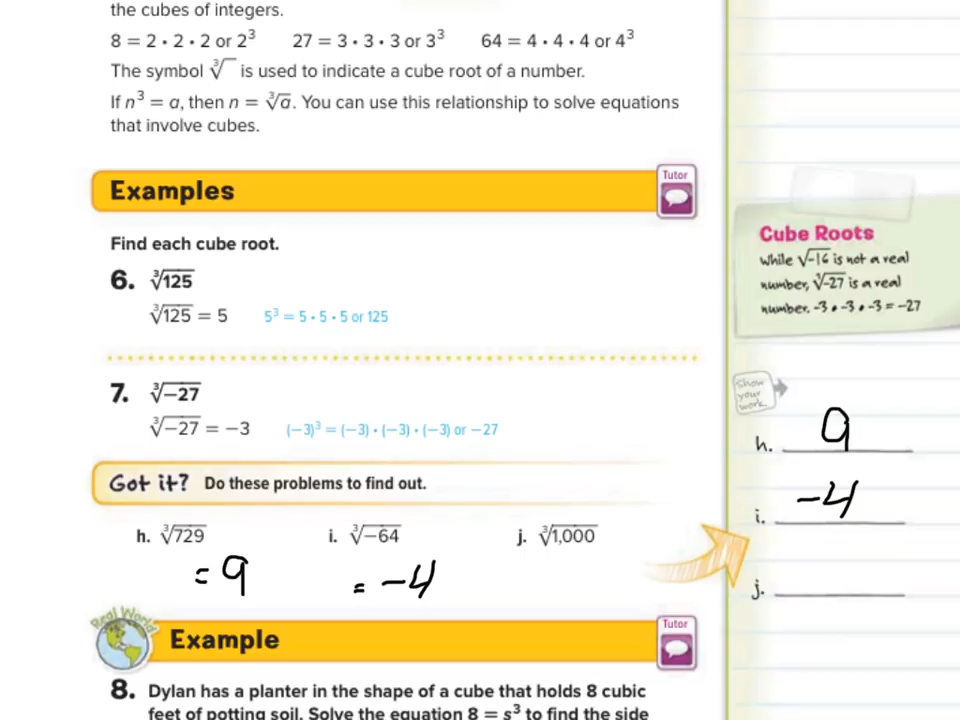 the cubes of integers.
8 = 2 • 2 • 2 or 2³ 27 = 3 • 3 • 3 or 3³ 64 = 4 • 4 • 4 or 4³
The symbol ∛ is used to indicate a cube root of a number.
If n³ = a, then n = ∛a. You can use this relationship to solve equations
that involve cubes.
Examples
Tutor
Find each cube root.
6. ∛125
∛125 = 5 5³ = 5 • 5 • 5 or 125
7. ∛−27
∛−27 = −3 (−3)³ = (−3) • (−3) • (−3) or −27
Got it? Do these problems to find out.
h. ∛729 i. ∛−64 j. ∛1,000
= 9 = −4
Real World
Example
Tutor
8. Dylan has a planter in the shape of a cube that holds 8 cubic
feet of potting soil. Solve the equation 8 = s³ to find the side
Cube Roots
While √−16 is not a real
number, ∛−27 is a real
number. −3 • −3 • −3 = −27
Show
your
work.
h. 9
i. −4
j.